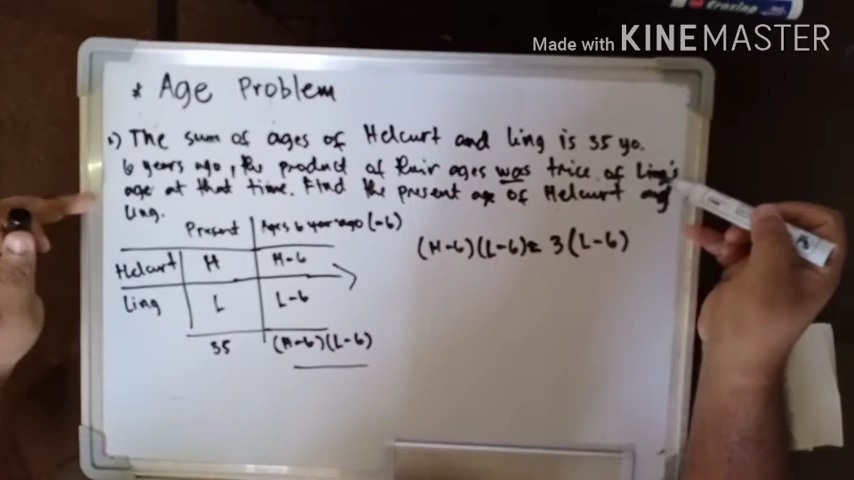 Erasing
Made with KINEMASTER
* Age Problem
1) The sum of ages of Helcurt and Ling is 35 yo.
6 years ago, the product of their ages was trice of Ling's
age at that time. Find the present age of Helcurt and
Ling.
Present Ages 6 year ago (-6)
Helcurt H H-6
Ling L L-6
35 (H-6)(L-6)
(H-6)(L-6) = 3(L-6)